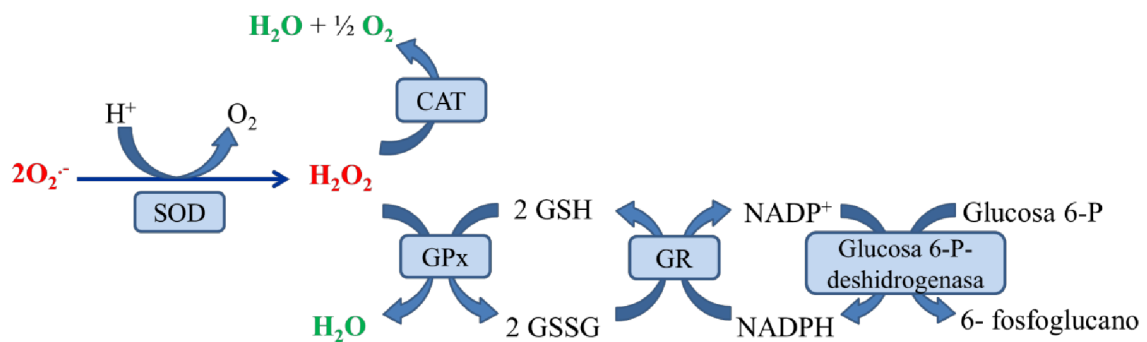 H₂O + ½ O₂
CAT
H⁺
O₂
2O₂·⁻
SOD
H₂O₂
2 GSH
NADP⁺
Glucosa 6-P
GPx
GR
Glucosa 6-P-
deshidrogenasa
H₂O
2 GSSG
NADPH
6- fosfoglucano